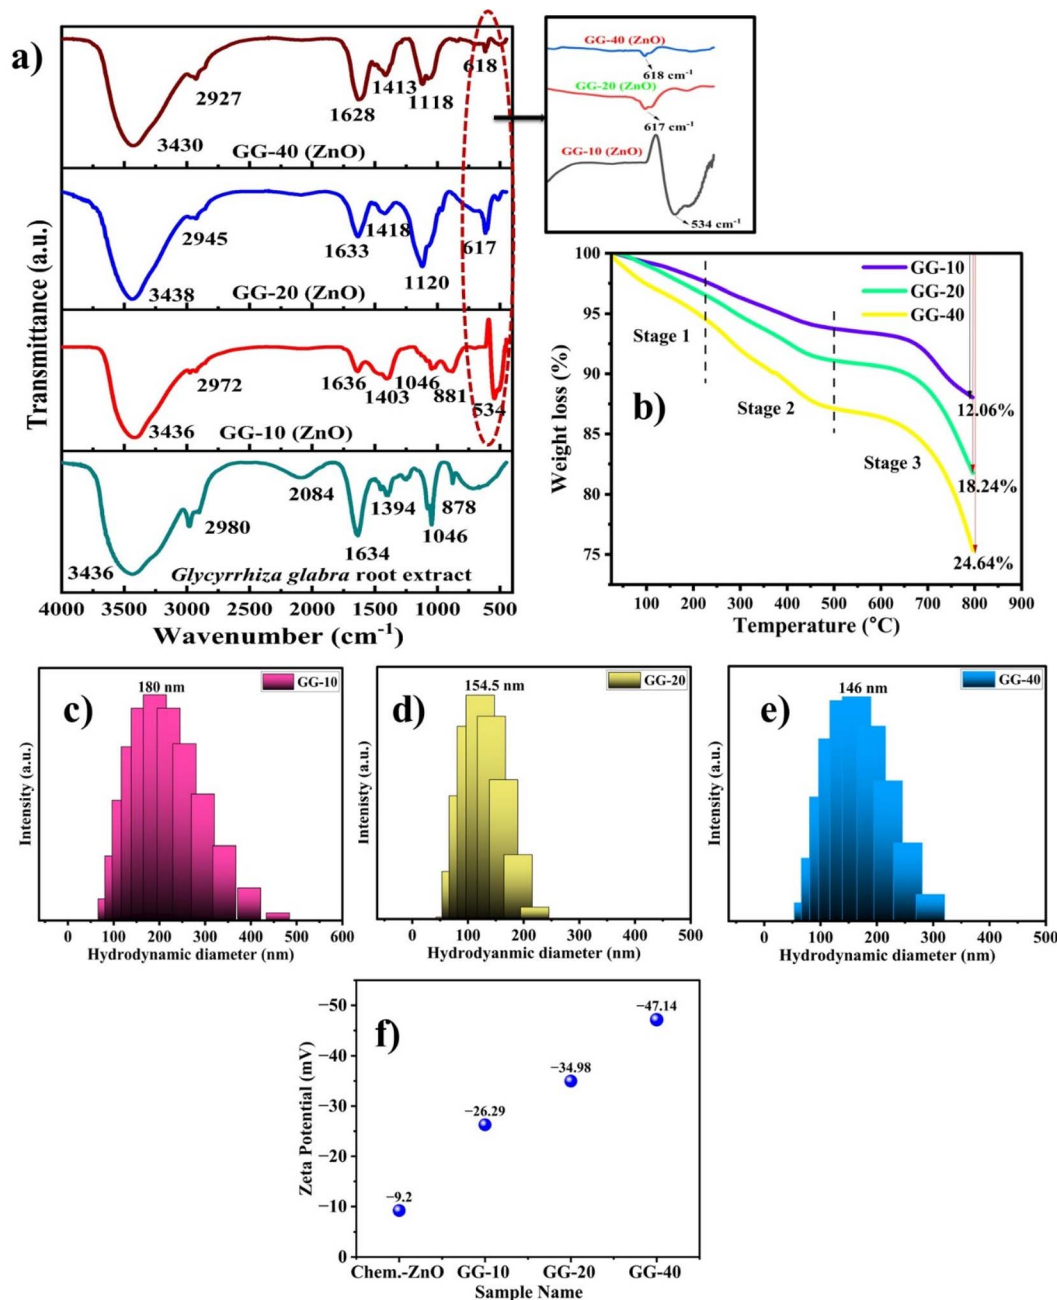 a)
Transmittance (a.u.)
2927
3430
1628
1413
1118
618
GG-40 (ZnO)
2945
3438
1633
1418
1120
617
GG-20 (ZnO)
2972
3436
1636
1403
1046
881
534
GG-10 (ZnO)
3436
2980
2084
1634
1394
1046
878
Glycyrrhiza glabra root extract
4000 3500 3000 2500 2000 1500 1000 500
Wavenumber (cm⁻¹)
GG-40 (ZnO)
618 cm⁻¹
GG-20 (ZnO)
617 cm⁻¹
GG-10 (ZnO)
534 cm⁻¹
b)
Weight loss (%)
100
95
90
85
80
75
GG-10
GG-20
GG-40
Stage 1
Stage 2
Stage 3
12.06%
18.24%
24.64%
100 200 300 400 500 600 700 800 900
Temperature (°C)
c)
180 nm
GG-10
Intensity (a.u.)
0 100 200 300 400 500 600
Hydrodynamic diameter (nm)
d)
154.5 nm
GG-20
Intenisty (a.u.)
0 100 200 300 400 500
Hydrodyanmic diameter (nm)
e)
146 nm
GG-40
Intensity (a.u.)
0 100 200 300 400 500
Hydrodynamic diameter (nm)
f)
Zeta Potential (mV)
−50
−40
−30
−20
−10
0
−9.2
−26.29
−34.98
−47.14
Chem.-ZnO GG-10 GG-20 GG-40
Sample Name